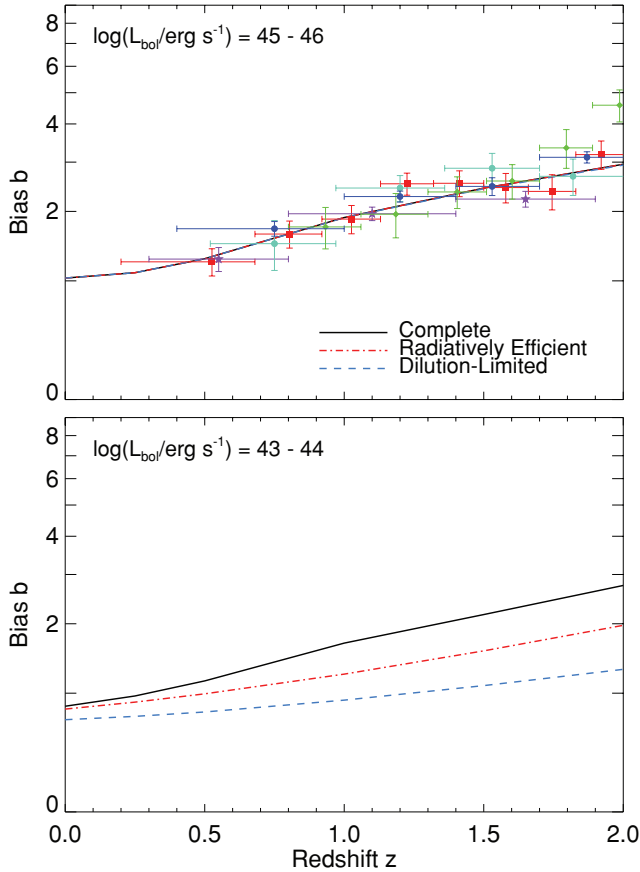 8
log(Lbol/erg s-1) = 45 - 46
6
4
Bias b
2
Complete
Radiatively Efficient
Dilution-Limited
0
8
log(Lbol/erg s-1) = 43 - 44
6
4
Bias b
2
0
0.0 0.5 1.0 1.5 2.0
Redshift z